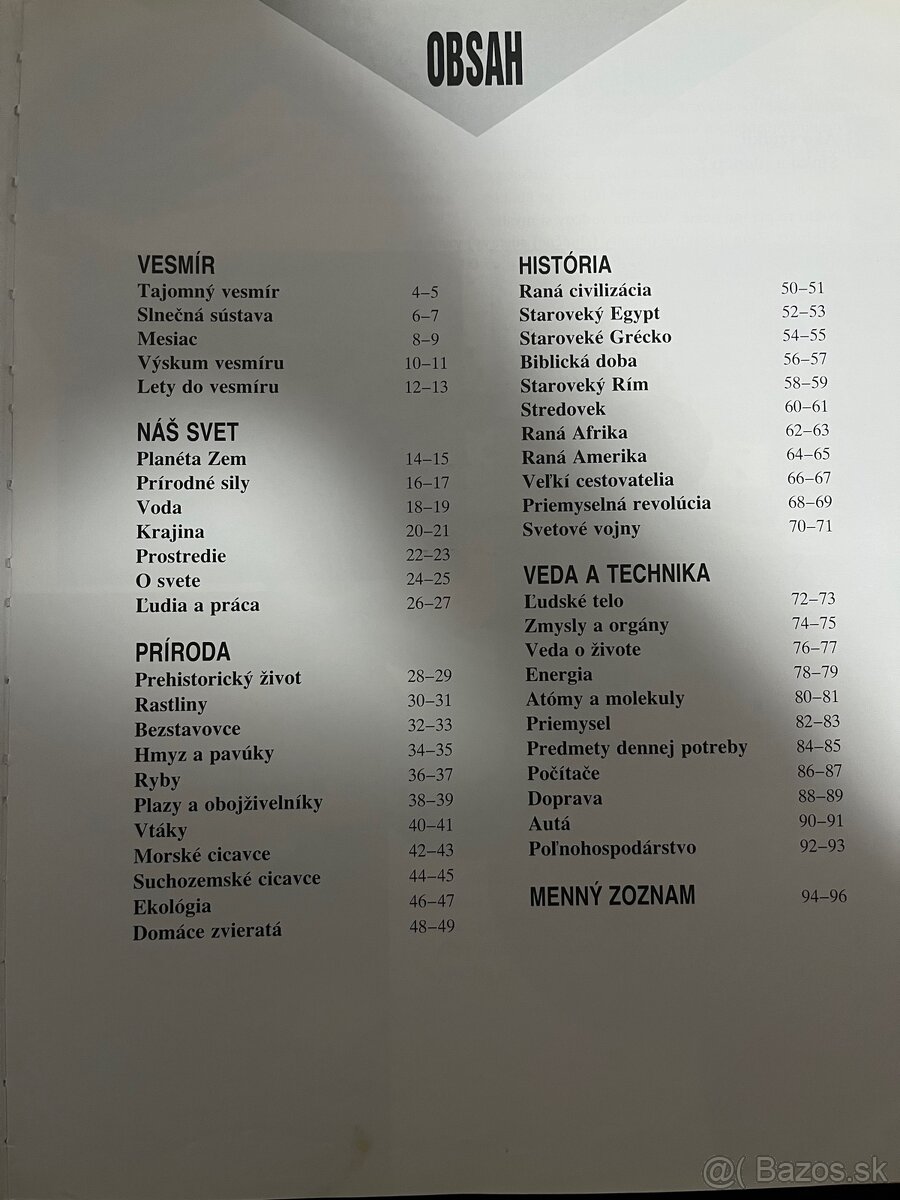 OBSAH
VESMÍR
Tajomný vesmír 4–5
Slnečná sústava 6–7
Mesiac 8–9
Výskum vesmíru 10–11
Lety do vesmíru 12–13
NÁŠ SVET
Planéta Zem 14–15
Prírodné sily 16–17
Voda 18–19
Krajina 20–21
Prostredie 22–23
O svete 24–25
Ľudia a práca 26–27
PRÍRODA
Prehistorický život 28–29
Rastliny 30–31
Bezstavovce 32–33
Hmyz a pavúky 34–35
Ryby 36–37
Plazy a obojživelníky 38–39
Vtáky 40–41
Morské cicavce 42–43
Suchozemské cicavce 44–45
Ekológia 46–47
Domáce zvieratá 48–49
HISTÓRIA
Raná civilizácia 50–51
Staroveký Egypt 52–53
Staroveké Grécko 54–55
Biblická doba 56–57
Staroveký Rím 58–59
Stredovek 60–61
Raná Afrika 62–63
Raná Amerika 64–65
Veľkí cestovatelia 66–67
Priemyselná revolúcia 68–69
Svetové vojny 70–71
VEDA A TECHNIKA
Ľudské telo 72–73
Zmysly a orgány 74–75
Veda o živote 76–77
Energia 78–79
Atómy a molekuly 80–81
Priemysel 82–83
Predmety dennej potreby 84–85
Počítače 86–87
Doprava 88–89
Autá 90–91
Poľnohospodárstvo 92–93
MENNÝ ZOZNAM 94–96
@( Bazos.sk